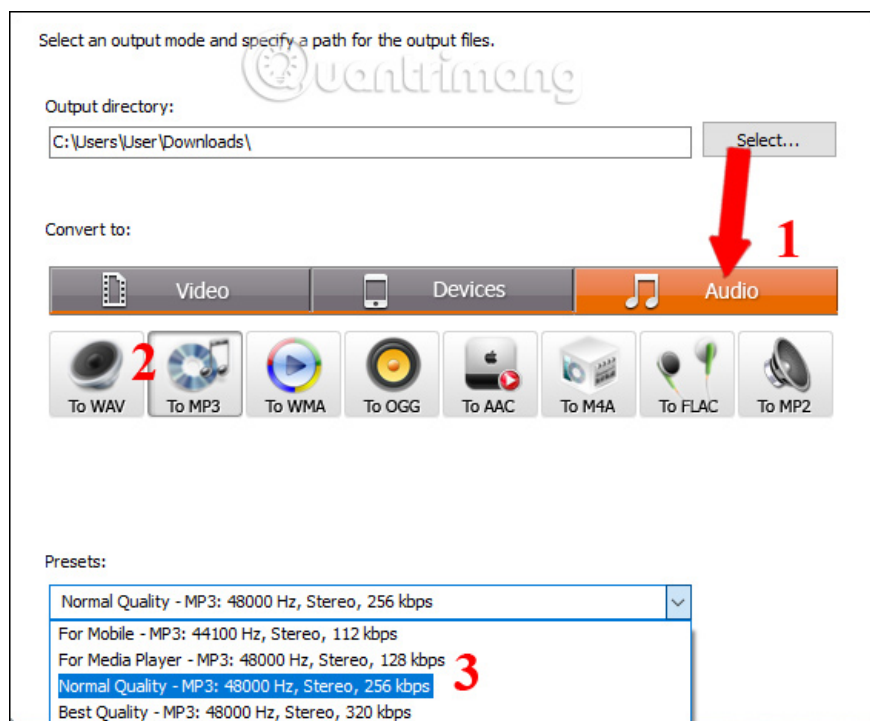 Select an output mode and specify a path for the output files.
Quantrimang
Output directory:
C:\Users\User\Downloads\
Select...
1
Convert to:
Video
Devices
Audio
2
To WAV
To MP3
To WMA
To OGG
To AAC
To M4A
To FLAC
To MP2
Presets:
Normal Quality - MP3: 48000 Hz, Stereo, 256 kbps
For Mobile - MP3: 44100 Hz, Stereo, 112 kbps
For Media Player - MP3: 48000 Hz, Stereo, 128 kbps
3
Normal Quality - MP3: 48000 Hz, Stereo, 256 kbps
Best Quality - MP3: 48000 Hz, Stereo, 320 kbps